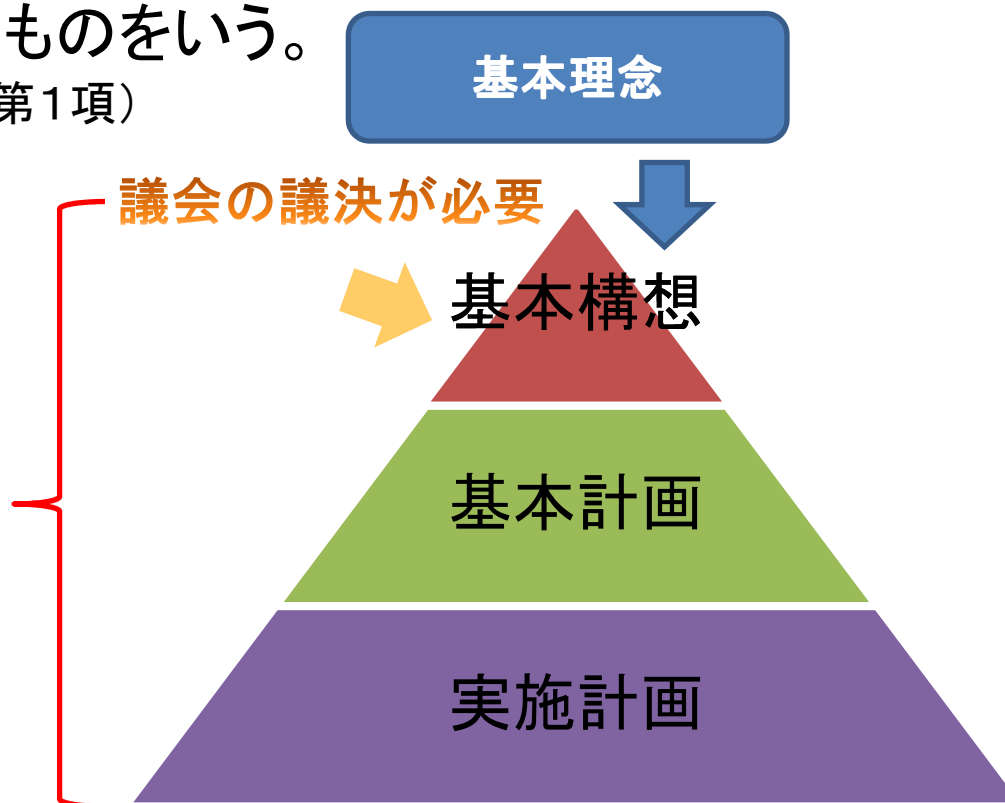 ものをいう。
第１項）
基本理念
議会の議決が必要
基本構想
基本計画
実施計画